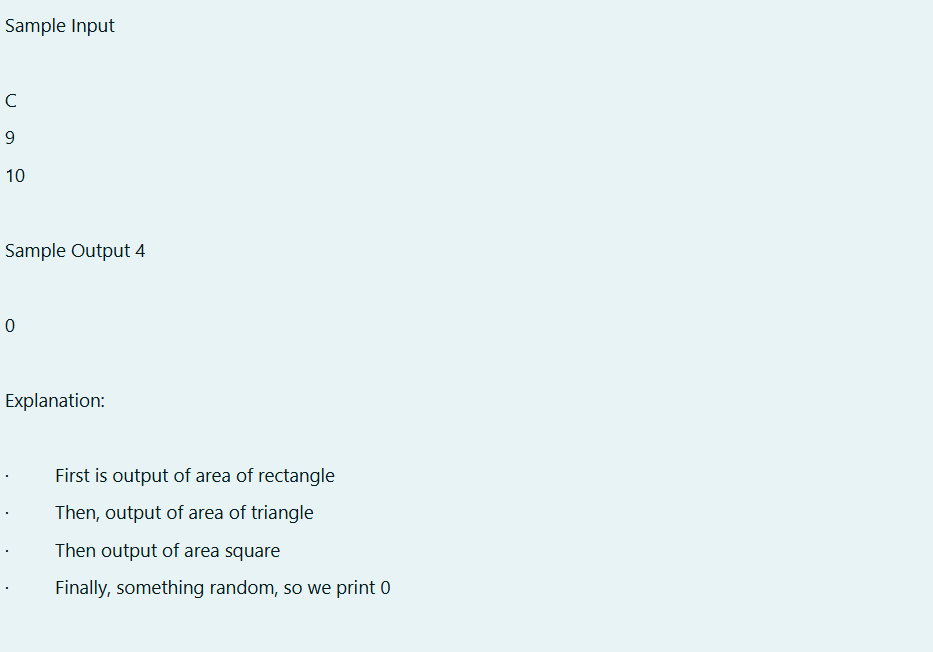 Sample Input
C
9
10
Sample Output 4
0
Explanation:
· First is output of area of rectangle
· Then, output of area of triangle
· Then output of area square
· Finally, something random, so we print 0